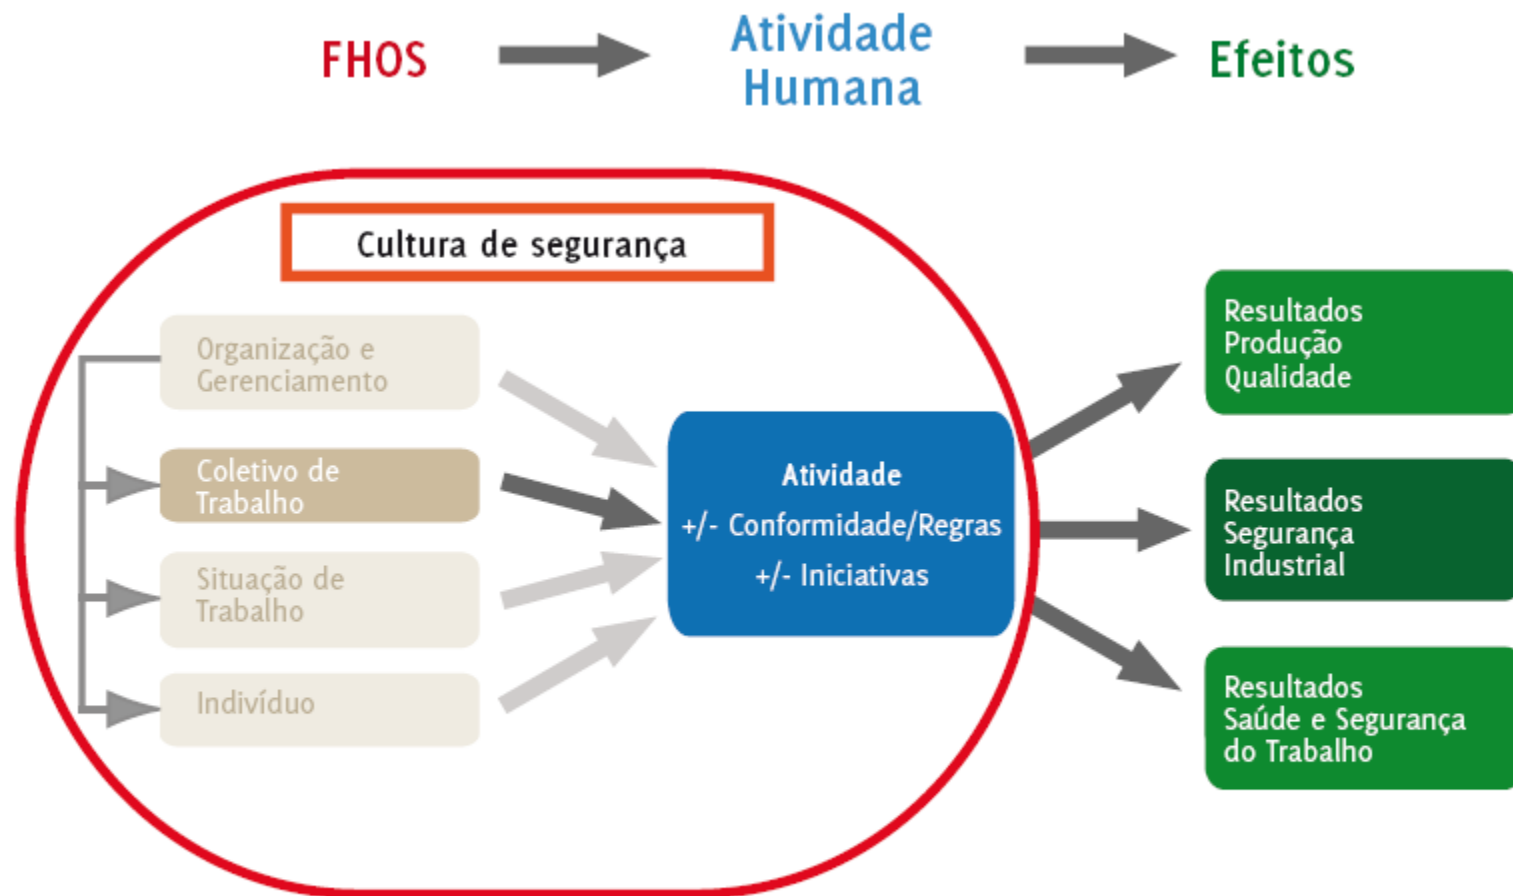 FHOS
Atividade
Humana
Efeitos
Cultura de segurança
Organização e
Gerenciamento
Coletivo de
Trabalho
Situação de
Trabalho
Indivíduo
Atividade
+/- Conformidade/Regras
+/- Iniciativas
Resultados
Produção
Qualidade
Resultados
Segurança
Industrial
Resultados
Saúde e Segurança
do Trabalho